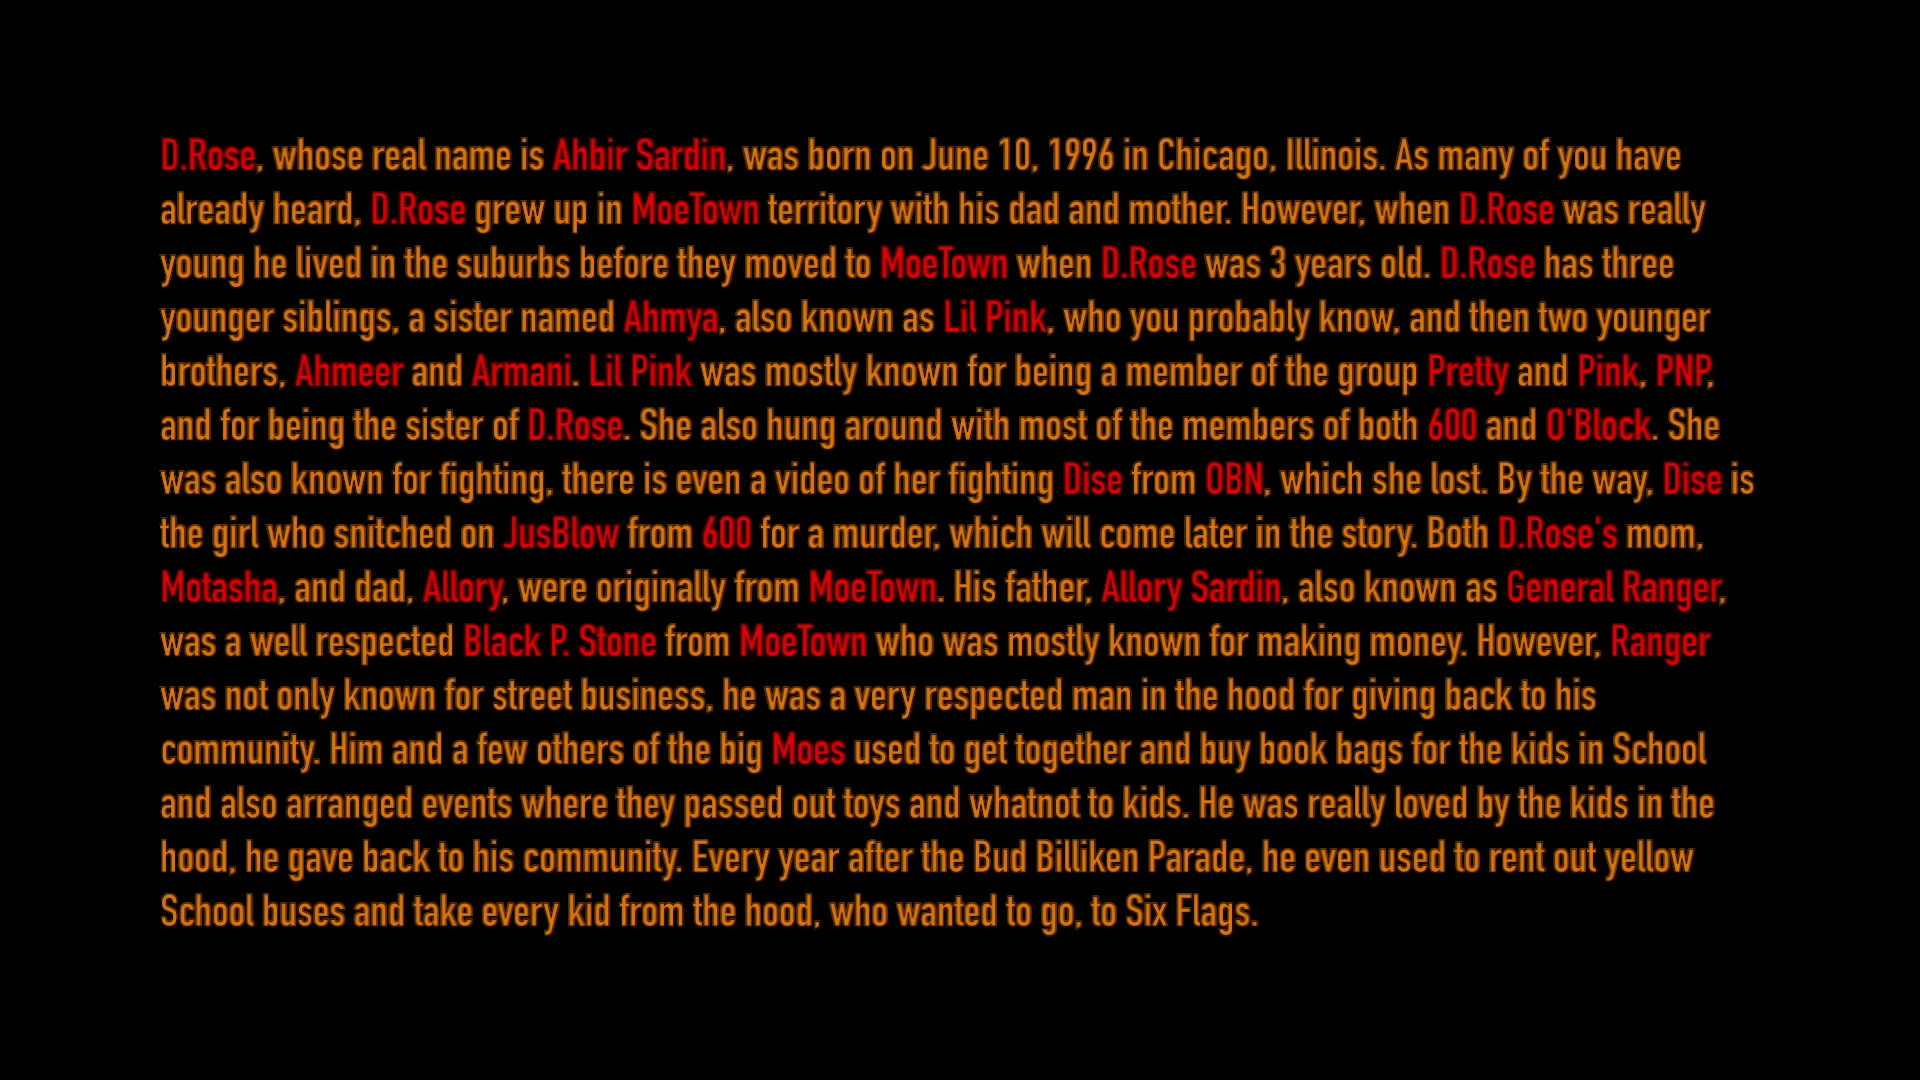 D.Rose, whose real name is Ahbir Sardin, was born on June 10, 1996 in Chicago, Illinois. As many of you have
already heard, D.Rose grew up in MoeTown territory with his dad and mother. However, when D.Rose was really
young he lived in the suburbs before they moved to MoeTown when D.Rose was 3 years old. D.Rose has three
younger siblings, a sister named Ahmya, also known as Lil Pink, who you probably know, and then two younger
brothers, Ahmeer and Armani. Lil Pink was mostly known for being a member of the group Pretty and Pink, PNP,
and for being the sister of D.Rose. She also hung around with most of the members of both 600 and O'Block. She
was also known for fighting, there is even a video of her fighting Dise from OBN, which she lost. By the way, Dise is
the girl who snitched on JusBlow from 600 for a murder, which will come later in the story. Both D.Rose's mom,
Motasha, and dad, Allory, were originally from MoeTown. His father, Allory Sardin, also known as General Ranger,
was a well respected Black P. Stone from MoeTown who was mostly known for making money. However, Ranger
was not only known for street business, he was a very respected man in the hood for giving back to his
community. Him and a few others of the big Moes used to get together and buy book bags for the kids in School
and also arranged events where they passed out toys and whatnot to kids. He was really loved by the kids in the
hood, he gave back to his community. Every year after the Bud Billiken Parade, he even used to rent out yellow
School buses and take every kid from the hood, who wanted to go, to Six Flags.